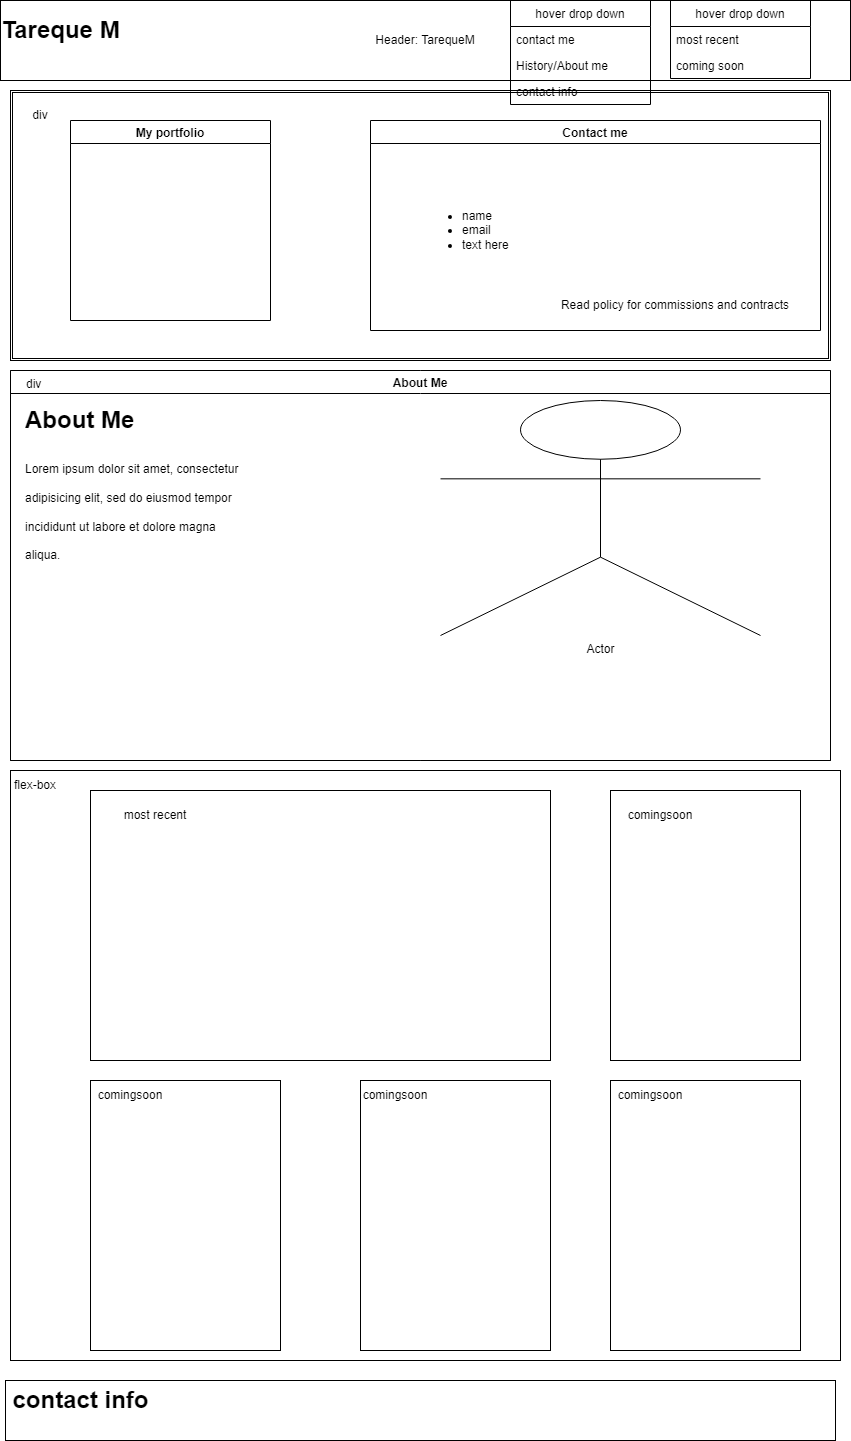 Tareque M
Header: TarequeM
hover drop down
contact me
History/About me
contact info
hover drop down
most recent
coming soon
div
My portfolio
Contact me
name
email
text here
Read policy for commissions and contracts
div
About Me
About Me
Lorem ipsum dolor sit amet, consectetur
adipisicing elit, sed do eiusmod tempor
incididunt ut labore et dolore magna
aliqua.
Actor
flex-box
most recent
comingsoon
comingsoon
comingsoon
comingsoon
contact info